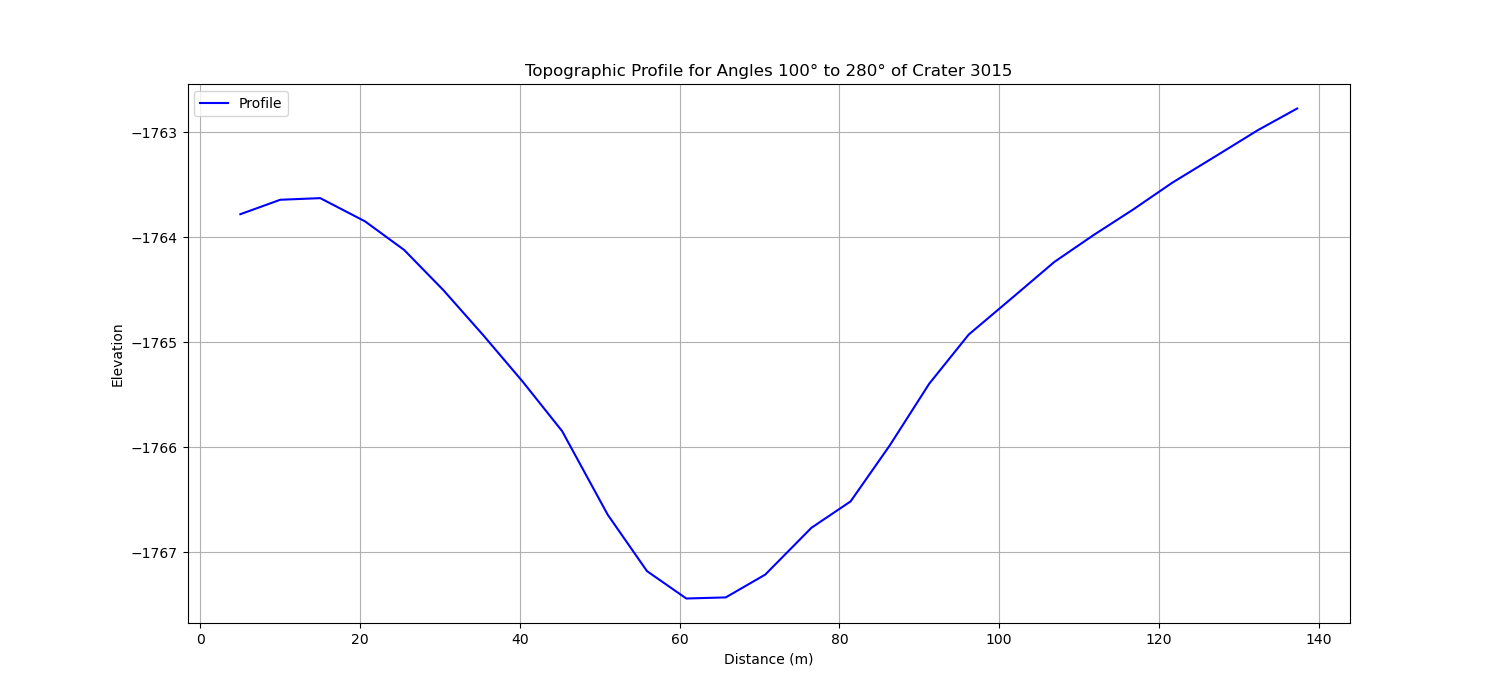 Topographic Profile for Angles 100° to 280° of Crater 3015
Profile
−1763
−1764
−1765
−1766
−1767
Elevation
0 20 40 60 80 100 120 140
Distance (m)